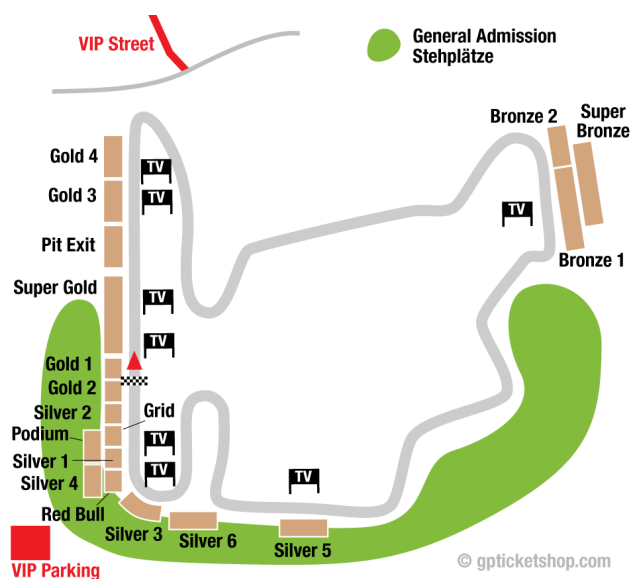 VIP Street
General Admission
Stehplätze
Bronze 2
Super
Bronze
Gold 4
TV
Gold 3
TV
TV
Pit Exit
Bronze 1
Super Gold
TV
TV
Gold 1
Gold 2
Silver 2
Grid
Podium
TV
Silver 1
Silver 4
TV
TV
Red Bull
Silver 3
Silver 6
Silver 5
VIP Parking
© gpticketshop.com